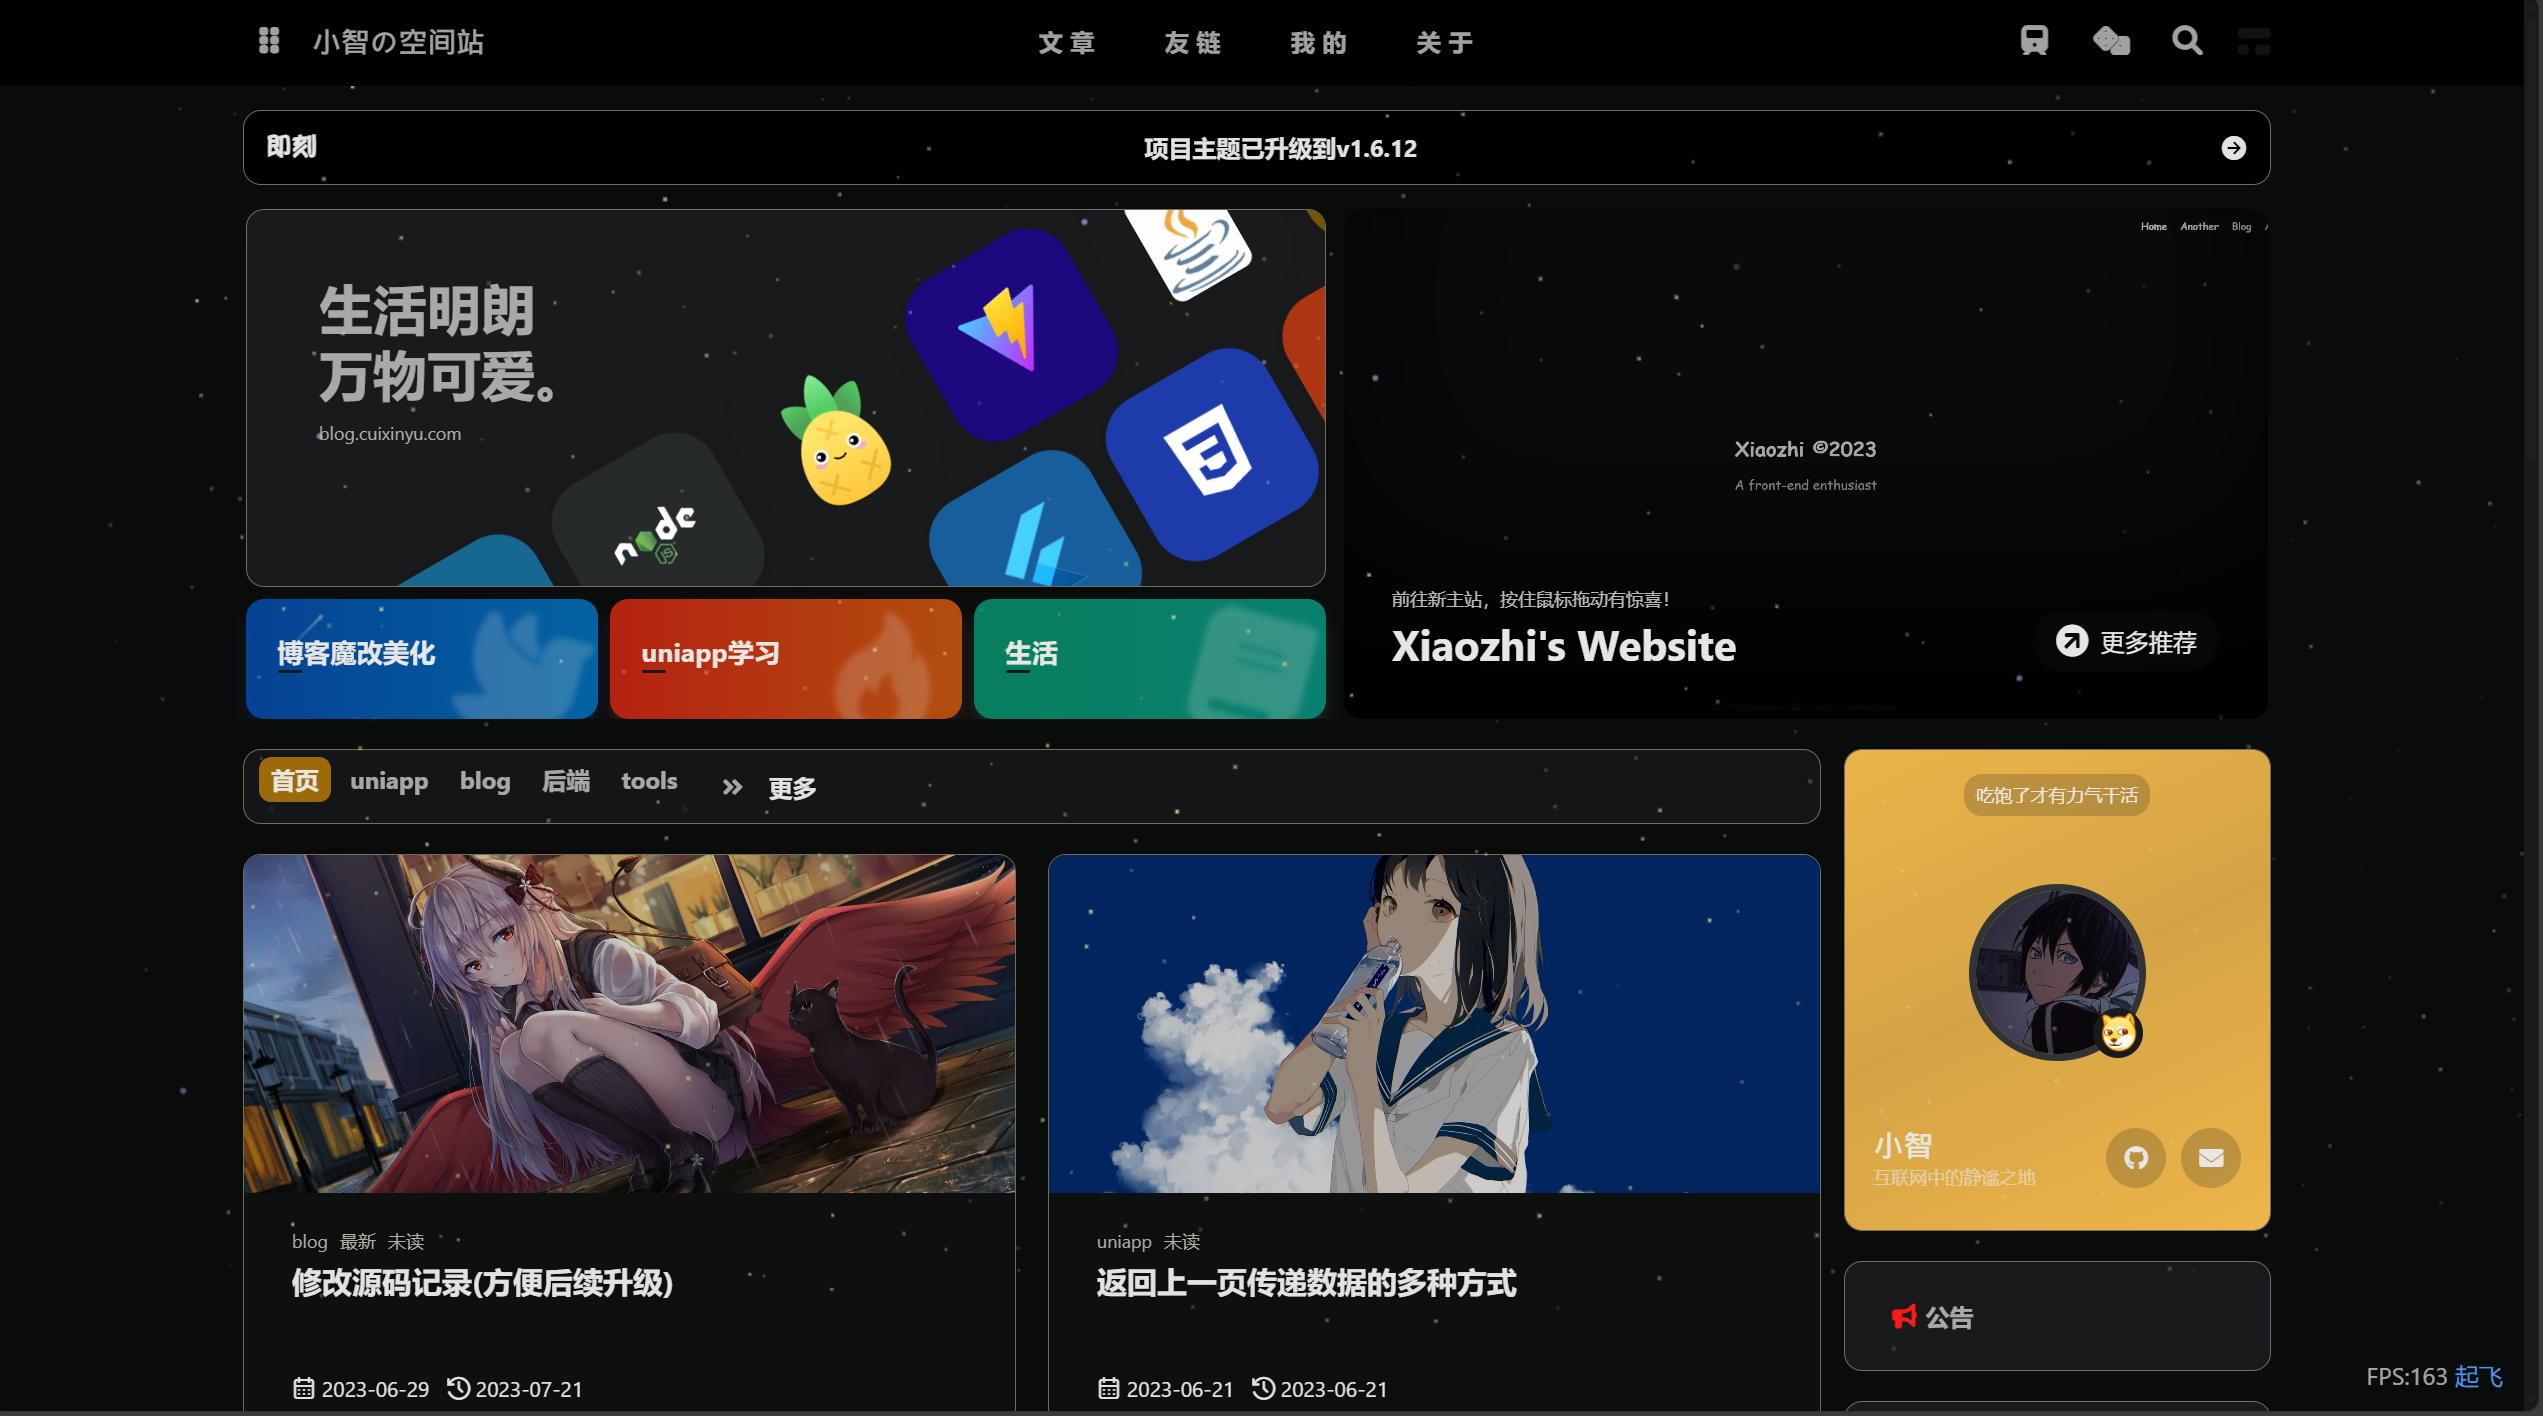 小智の空间站
文章 友链 我的 关于
即刻
项目主题已升级到v1.6.12
生活明朗
万物可爱。
blog.cuixinyu.com
node
JS
Home Another Blog
Xiaozhi ©2023
A front-end enthusiast
前往新主站，按住鼠标拖动有惊喜！
Xiaozhi's Website
更多推荐
博客魔改美化
uniapp学习
生活
首页 uniapp blog 后端 tools 更多
吃饱了才有力气干活
小智
互联网中的静谧之地
blog 最新 未读
修改源码记录(方便后续升级)
2023-06-29 2023-07-21
uniapp 未读
返回上一页传递数据的多种方式
2023-06-21 2023-06-21
公告
FPS:163 起飞